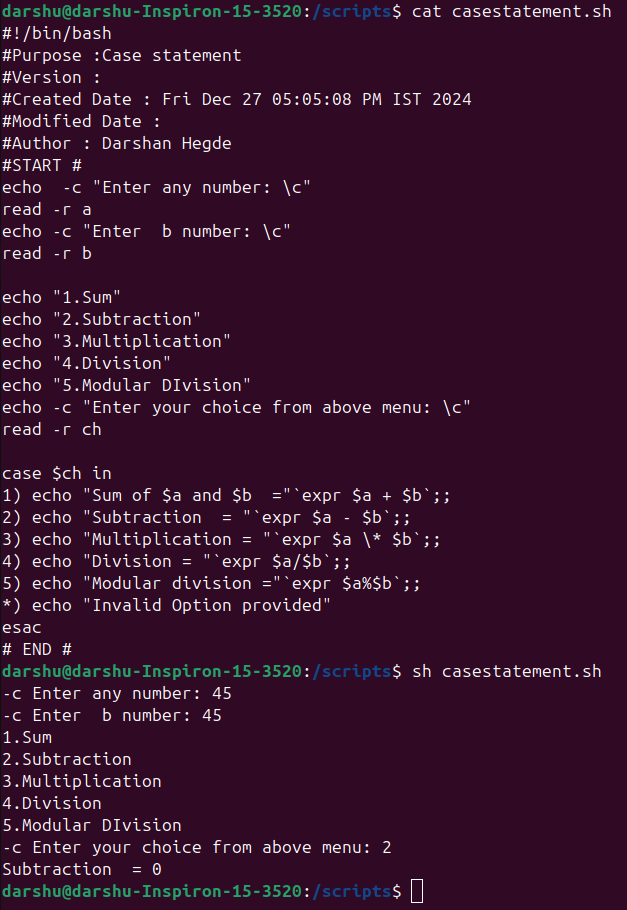 darshu@darshu-Inspiron-15-3520:/scripts$ cat casestatement.sh
#!/bin/bash
#Purpose :Case statement
#Version :
#Created Date : Fri Dec 27 05:05:08 PM IST 2024
#Modified Date :
#Author : Darshan Hegde
#START #
echo  -c "Enter any number: \c"
read -r a
echo -c "Enter  b number: \c"
read -r b

echo "1.Sum"
echo "2.Subtraction"
echo "3.Multiplication"
echo "4.Division"
echo "5.Modular DIvision"
echo -c "Enter your choice from above menu: \c"
read -r ch

case $ch in
1) echo "Sum of $a and $b  ="`expr $a + $b`;;
2) echo "Subtraction  = "`expr $a - $b`;;
3) echo "Multiplication = "`expr $a \* $b`;;
4) echo "Division = "`expr $a/$b`;;
5) echo "Modular division ="`expr $a%$b`;;
*) echo "Invalid Option provided"
esac
# END #
darshu@darshu-Inspiron-15-3520:/scripts$ sh casestatement.sh
-c Enter any number: 45
-c Enter  b number: 45
1.Sum
2.Subtraction
3.Multiplication
4.Division
5.Modular DIvision
-c Enter your choice from above menu: 2
Subtraction  = 0
darshu@darshu-Inspiron-15-3520:/scripts$